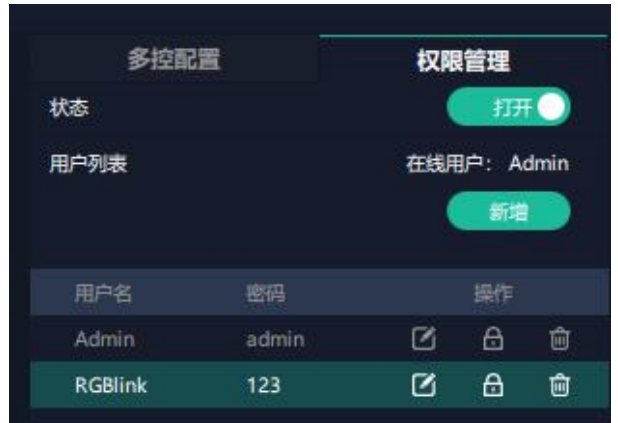 多控配置 权限管理
状态 打开
用户列表 在线用户： Admin
新增
用户名 密码 操作
Admin admin
RGBlink 123